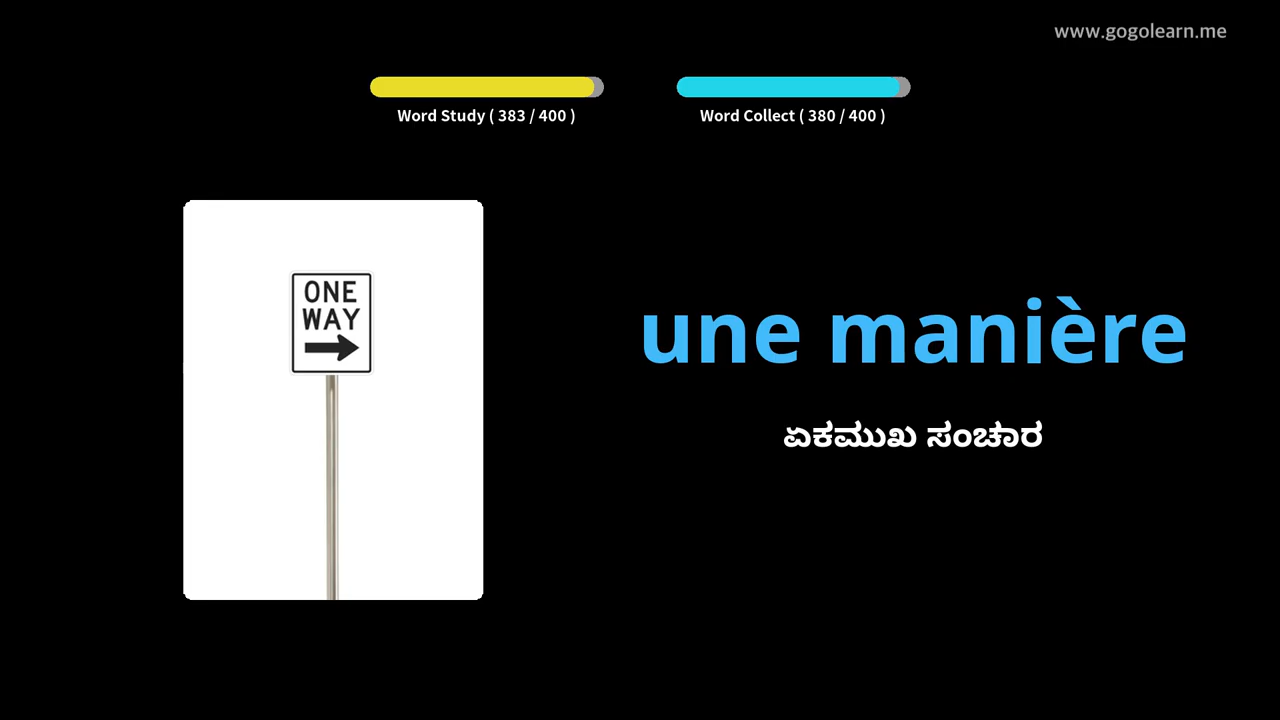 www.gogolearn.me
Word Study ( 383 / 400 )
Word Collect ( 380 / 400 )
ONE
WAY
une manière
ಏಕಮುಖ ಸಂಚಾರ